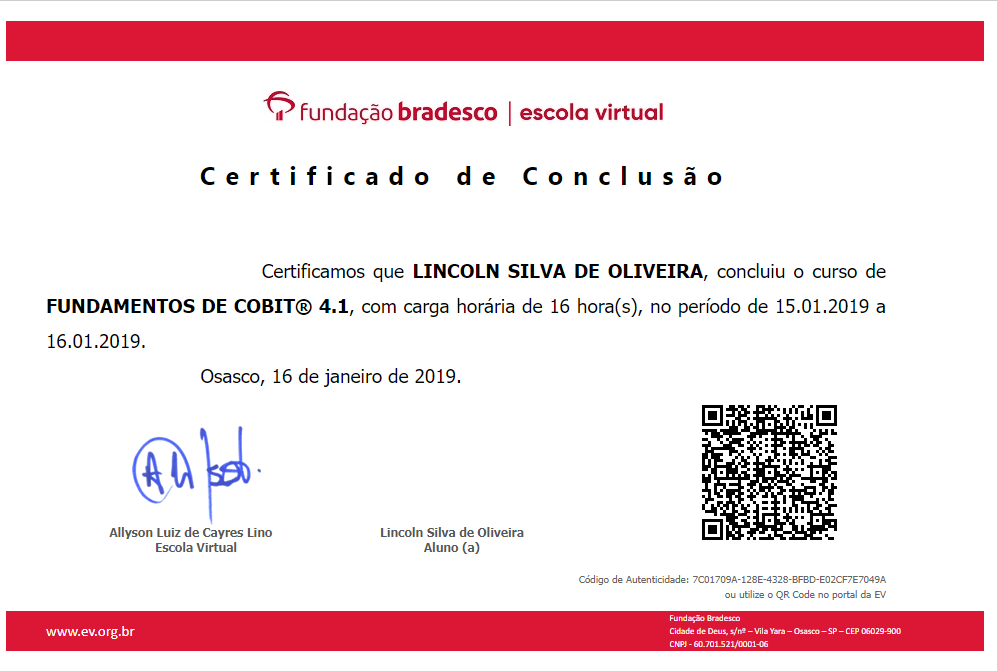 fundação bradesco | escola virtual
Certificado de Conclusão
Certificamos que LINCOLN SILVA DE OLIVEIRA, concluiu o curso de
FUNDAMENTOS DE COBIT® 4.1, com carga horária de 16 hora(s), no período de 15.01.2019 a
16.01.2019.
Osasco, 16 de janeiro de 2019.
Allyson Luiz de Cayres Lino
Escola Virtual
Lincoln Silva de Oliveira
Aluno (a)
Código de Autenticidade: 7C01709A-128E-4328-BFBD-E02CF7E7049A
ou utilize o QR Code no portal da EV
www.ev.org.br
Fundação Bradesco
Cidade de Deus, s/nº – Vila Yara – Osasco – SP – CEP 06029-900
CNPJ - 60.701.521/0001-06